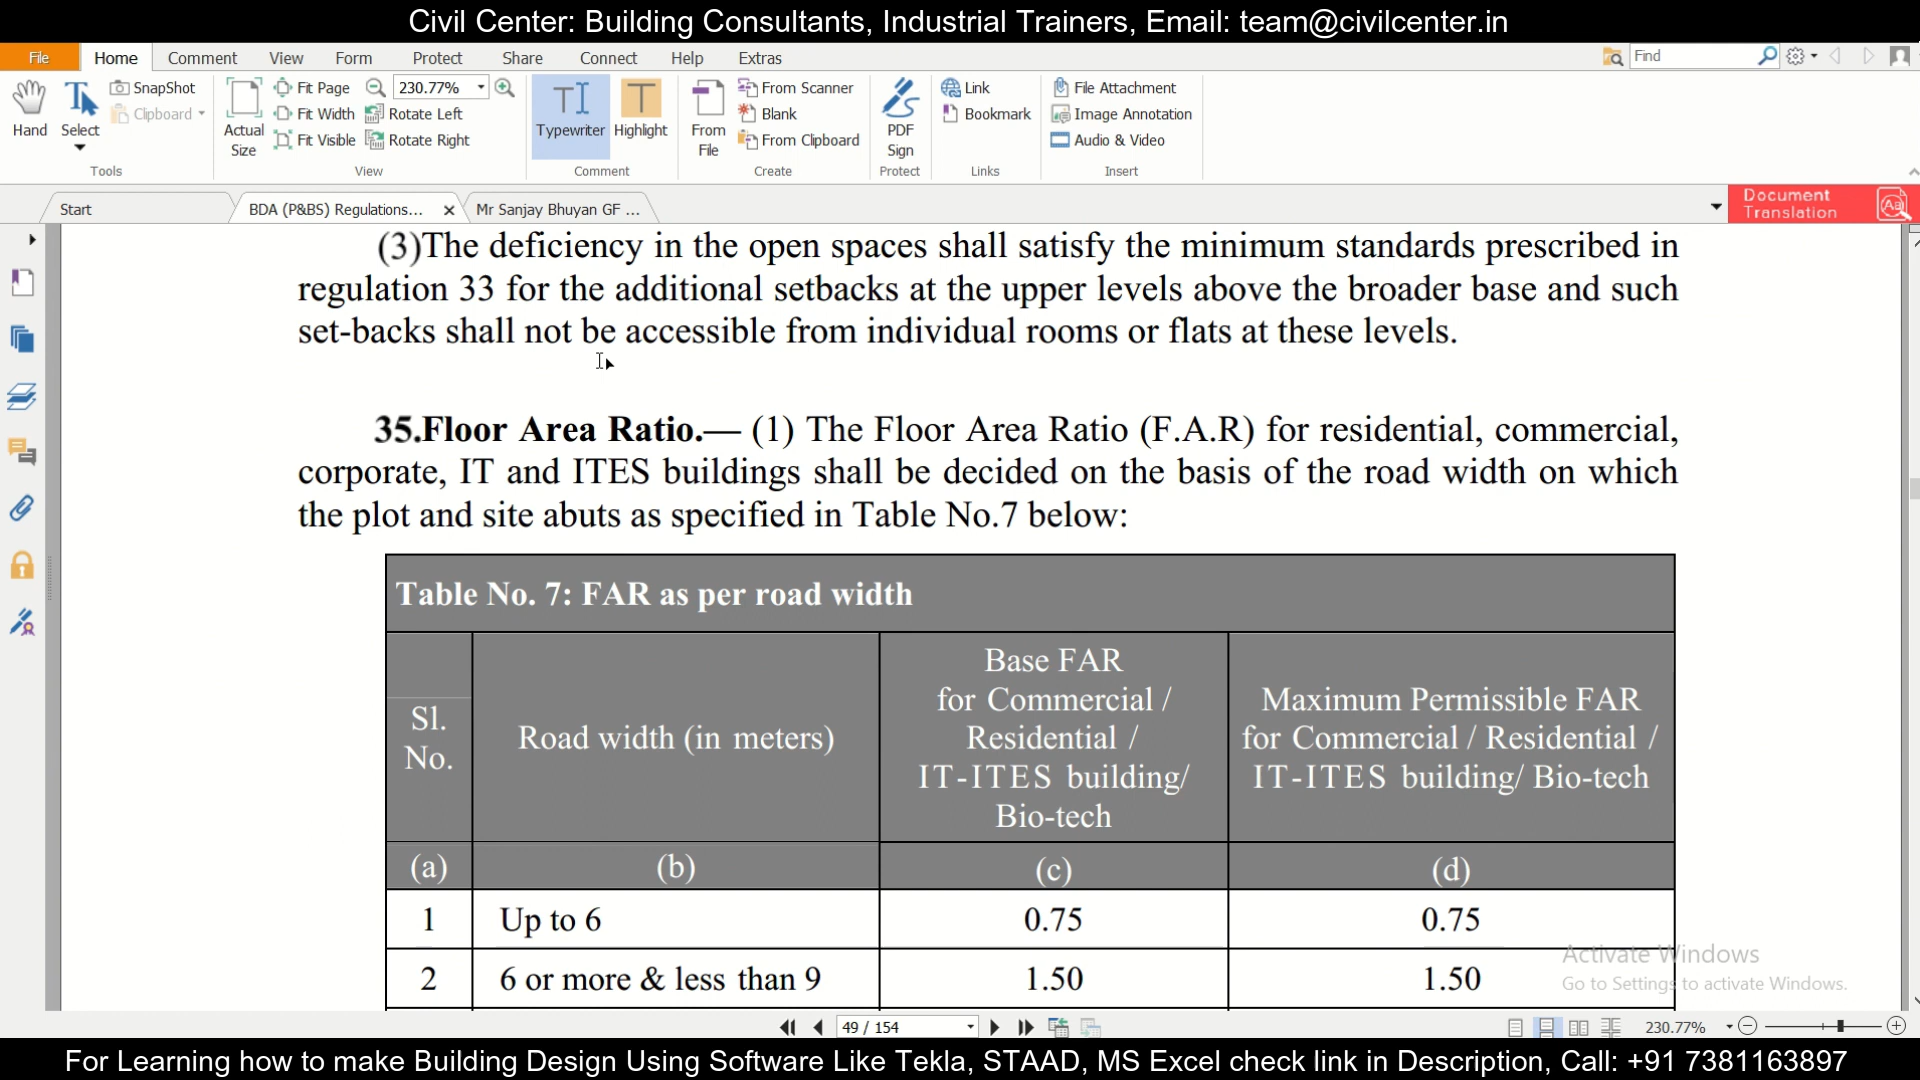 Civil Center: Building Consultants, Industrial Trainers, Email: team@civilcenter.in
File Home Comment View Form Protect Share Connect Help Extras Find
Hand Select SnapShot Clipboard
Actual Size Fit Page Fit Width Fit Visible 230.77% Rotate Left Rotate Right
Typewriter Highlight
From File From Scanner Blank From Clipboard
PDF Sign
Link Bookmark
File Attachment Image Annotation Audio & Video
Tools View Comment Create Protect Links Insert
Start BDA (P&BS) Regulations... Mr Sanjay Bhuyan GF ... Document Translation
(3)The deficiency in the open spaces shall satisfy the minimum standards prescribed in
regulation 33 for the additional setbacks at the upper levels above the broader base and such
set-backs shall not be accessible from individual rooms or flats at these levels.
35.Floor Area Ratio.— (1) The Floor Area Ratio (F.A.R) for residential, commercial,
corporate, IT and ITES buildings shall be decided on the basis of the road width on which
the plot and site abuts as specified in Table No.7 below:
Table No. 7: FAR as per road width
Sl. No.
Road width (in meters)
Base FAR
for Commercial /
Residential /
IT-ITES building/
Bio-tech
Maximum Permissible FAR
for Commercial / Residential /
IT-ITES building/ Bio-tech
(a) (b) (c) (d)
1 Up to 6 0.75 0.75
2 6 or more & less than 9 1.50 1.50
Activate Windows
Go to Settings to activate Windows.
49 / 154 230.77%
For Learning how to make Building Design Using Software Like Tekla, STAAD, MS Excel check link in Description, Call: +91 7381163897